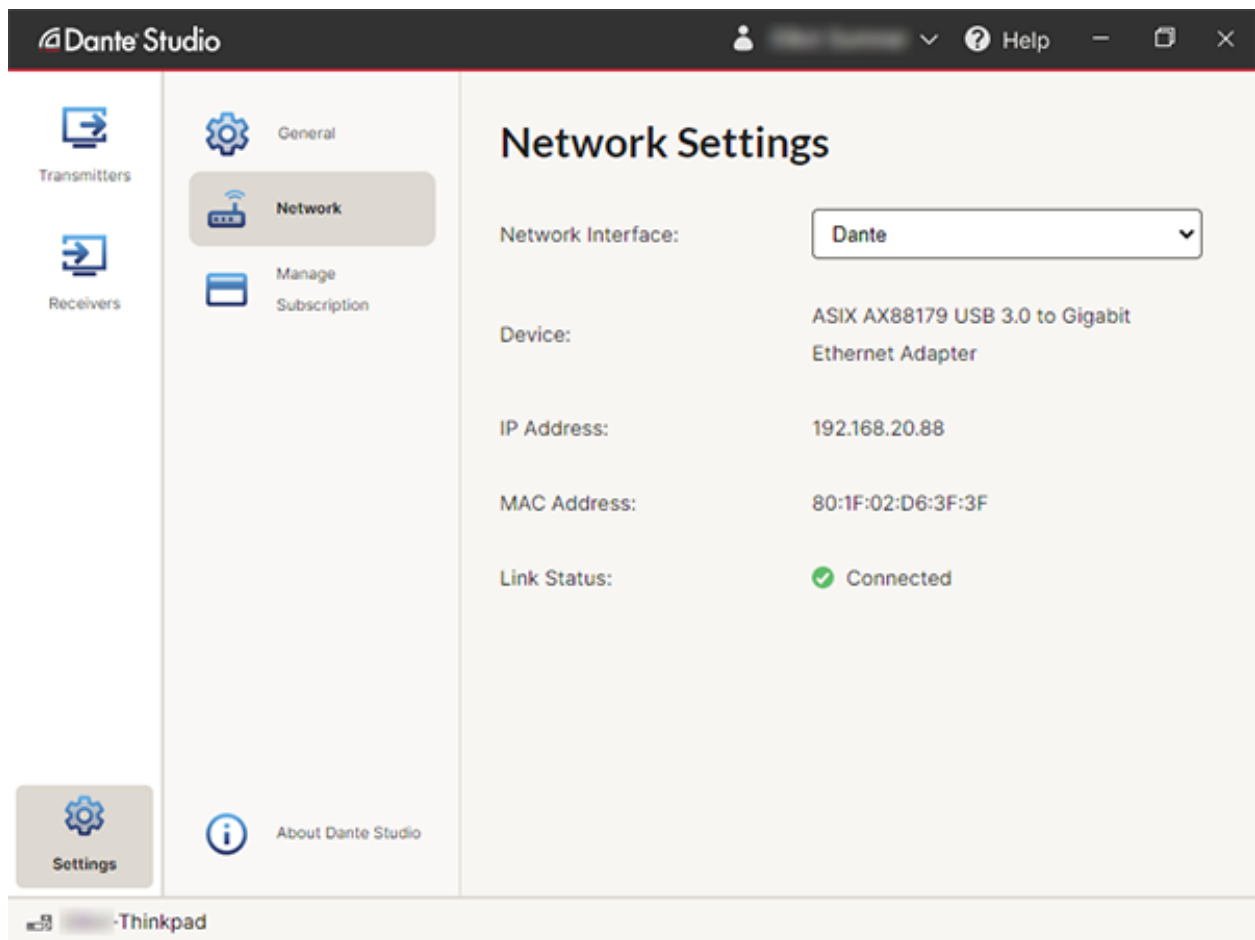 Dante Studio
Help
Transmitters
Receivers
Settings
General
Network
Manage
Subscription
About Dante Studio
Network Settings
Network Interface: Dante
Device: ASIX AX88179 USB 3.0 to Gigabit
Ethernet Adapter
IP Address: 192.168.20.88
MAC Address: 80:1F:02:D6:3F:3F
Link Status: Connected
-Thinkpad